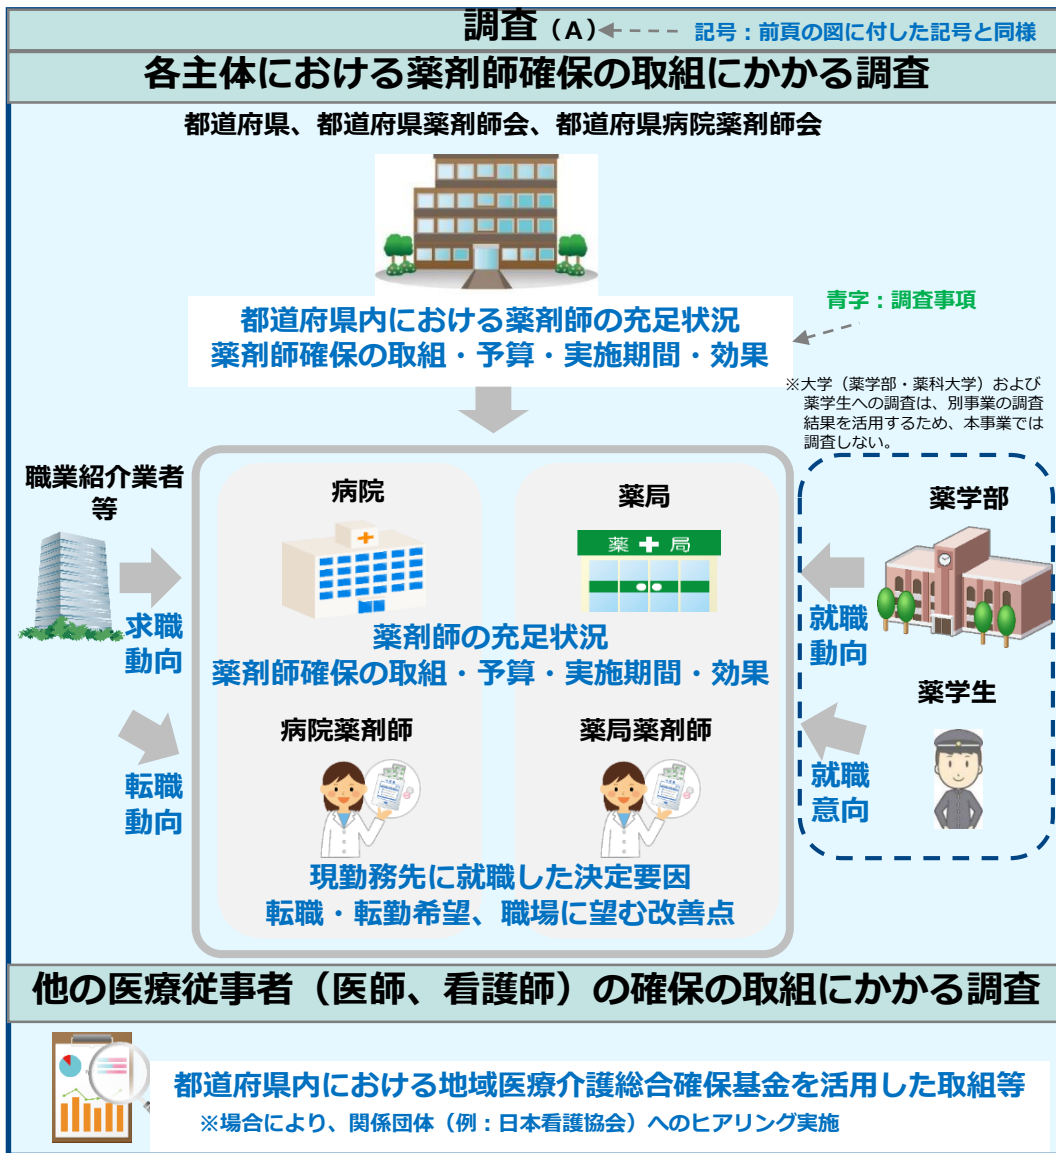 調査（A）
記号：前頁の図に付した記号と同様
各主体における薬剤師確保の取組にかかる調査
都道府県、都道府県薬剤師会、都道府県病院薬剤師会
都道府県内における薬剤師の充足状況
薬剤師確保の取組・予算・実施期間・効果
青字：調査事項
※大学（薬学部・薬科大学）および
薬学生への調査は、別事業の調査
結果を活用するため、本事業では
調査しない。
職業紹介業者
等
求職
動向
転職
動向
病院
薬局
薬 局
薬剤師の充足状況
薬剤師確保の取組・予算・実施期間・効果
病院薬剤師
薬局薬剤師
現勤務先に就職した決定要因
転職・転勤希望、職場に望む改善点
薬学部
就職
動向
薬学生
就職
意向
他の医療従事者（医師、看護師）の確保の取組にかかる調査
都道府県内における地域医療介護総合確保基金を活用した取組等
※場合により、関係団体（例：日本看護協会）へのヒアリング実施